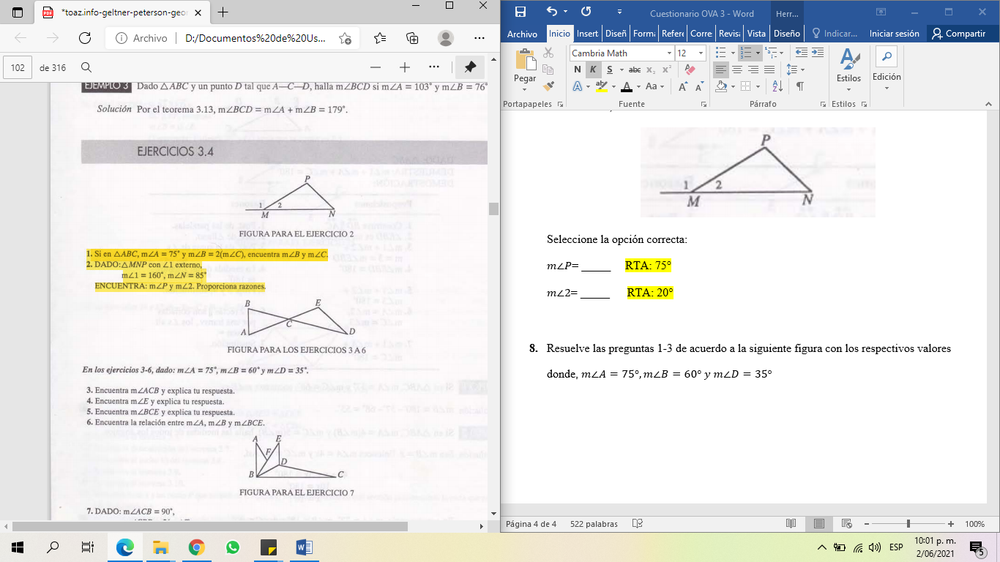 *toaz.info-geltner-peterson-geor
Archivo
D:/Documentos%20de%20Us...
102
de 316
EJEMPLO 3 Dado △ABC y un punto D tal que A—C—D, halla m∠BCD si m∠A = 103° y m∠B = 76°
Solución Por el teorema 3.13, m∠BCD = m∠A + m∠B = 179°.
EJERCICIOS 3.4
P
1 2
M N
FIGURA PARA EL EJERCICIO 2
1. Si en △ABC, m∠A = 75° y m∠B = 2(m∠C), encuentra m∠B y m∠C.
2. DADO: △MNP con ∠1 externo,
m∠1 = 160°, m∠N = 85°
ENCUENTRA: m∠P y m∠2. Proporciona razones.
B E
C
A D
FIGURA PARA LOS EJERCICIOS 3 A 6
En los ejercicios 3-6, dado: m∠A = 75°, m∠B = 60° y m∠D = 35°.
3. Encuentra m∠ACB y explica tu respuesta.
4. Encuentra m∠E y explica tu respuesta.
5. Encuentra m∠BCE y explica tu respuesta.
6. Encuentra la relación entre m∠A, m∠B y m∠BCE.
A E
F
D
B C
FIGURA PARA EL EJERCICIO 7
7. DADO: m∠ACB = 90°,
Cuestionario OVA 3 - Word
Herr...
Archivo Inicio Insert Diseñ Forma Refere Corre Revisa Vista Diseño Indicar... Iniciar sesión Compartir
Cambria Math 12
Pegar
N K S abc x₂ x²
A Aa
Estilos
Edición
Portapapeles Fuente Párrafo Estilos
P
1 2
M N
Seleccione la opción correcta:
m∠P= _____ RTA: 75°
m∠2= _____ RTA: 20°
8. Resuelve las preguntas 1-3 de acuerdo a la siguiente figura con los respectivos valores
donde, m∠A = 75°, m∠B = 60° y m∠D = 35°
Página 4 de 4 522 palabras
100%
ESP
10:01 p. m.
2/06/2021
5